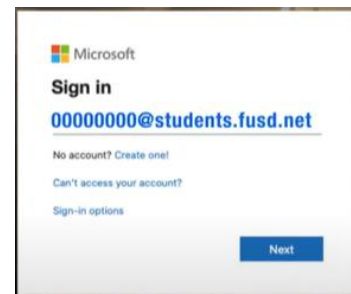 Microsoft
Sign in
00000000@students.fusd.net
No account? Create one!
Can't access your account?
Sign-in options
Next